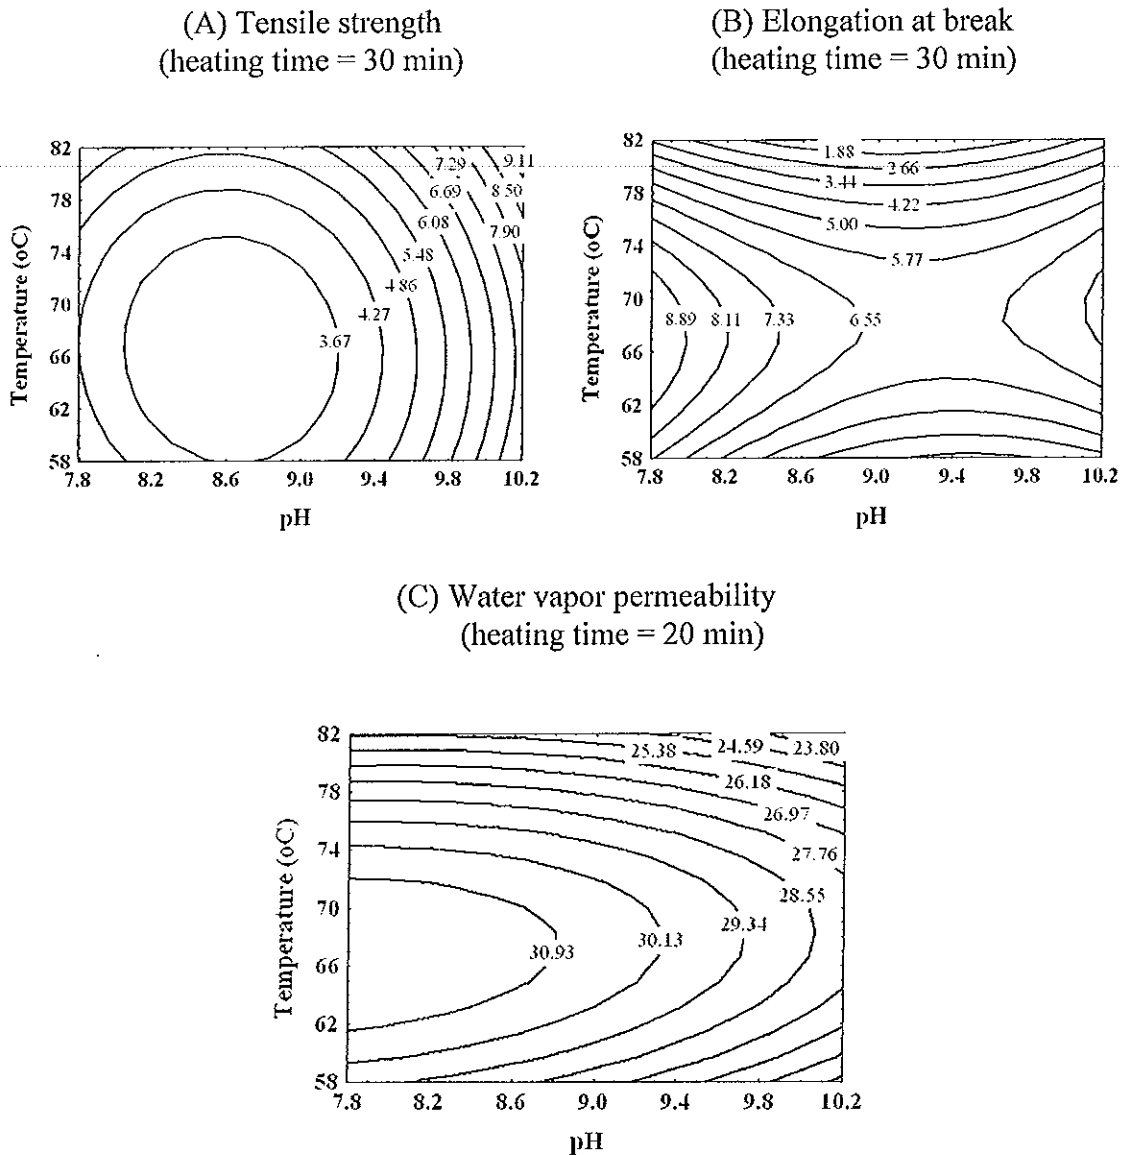 (A) Tensile strength
(heating time = 30 min)
(B) Elongation at break
(heating time = 30 min)
82
78
74
70
66
62
58
Temperature (oC)
7.29
9.11
6.69
8.50
6.08
7.90
5.48
4.86
4.27
3.67
7.8 8.2 8.6 9.0 9.4 9.8 10.2
pH
82
78
74
70
66
62
58
Temperature (oC)
1.88
2.66
3.44
4.22
5.00
5.77
8.89 8.11 7.33 6.55
7.8 8.2 8.6 9.0 9.4 9.8 10.2
pH
(C) Water vapor permeability
(heating time = 20 min)
82
78
74
70
66
62
58
Temperature (oC)
25.38 24.59 23.80
26.18
26.97
27.76
28.55
29.34
30.13
30.93
7.8 8.2 8.6 9.0 9.4 9.8 10.2
pH